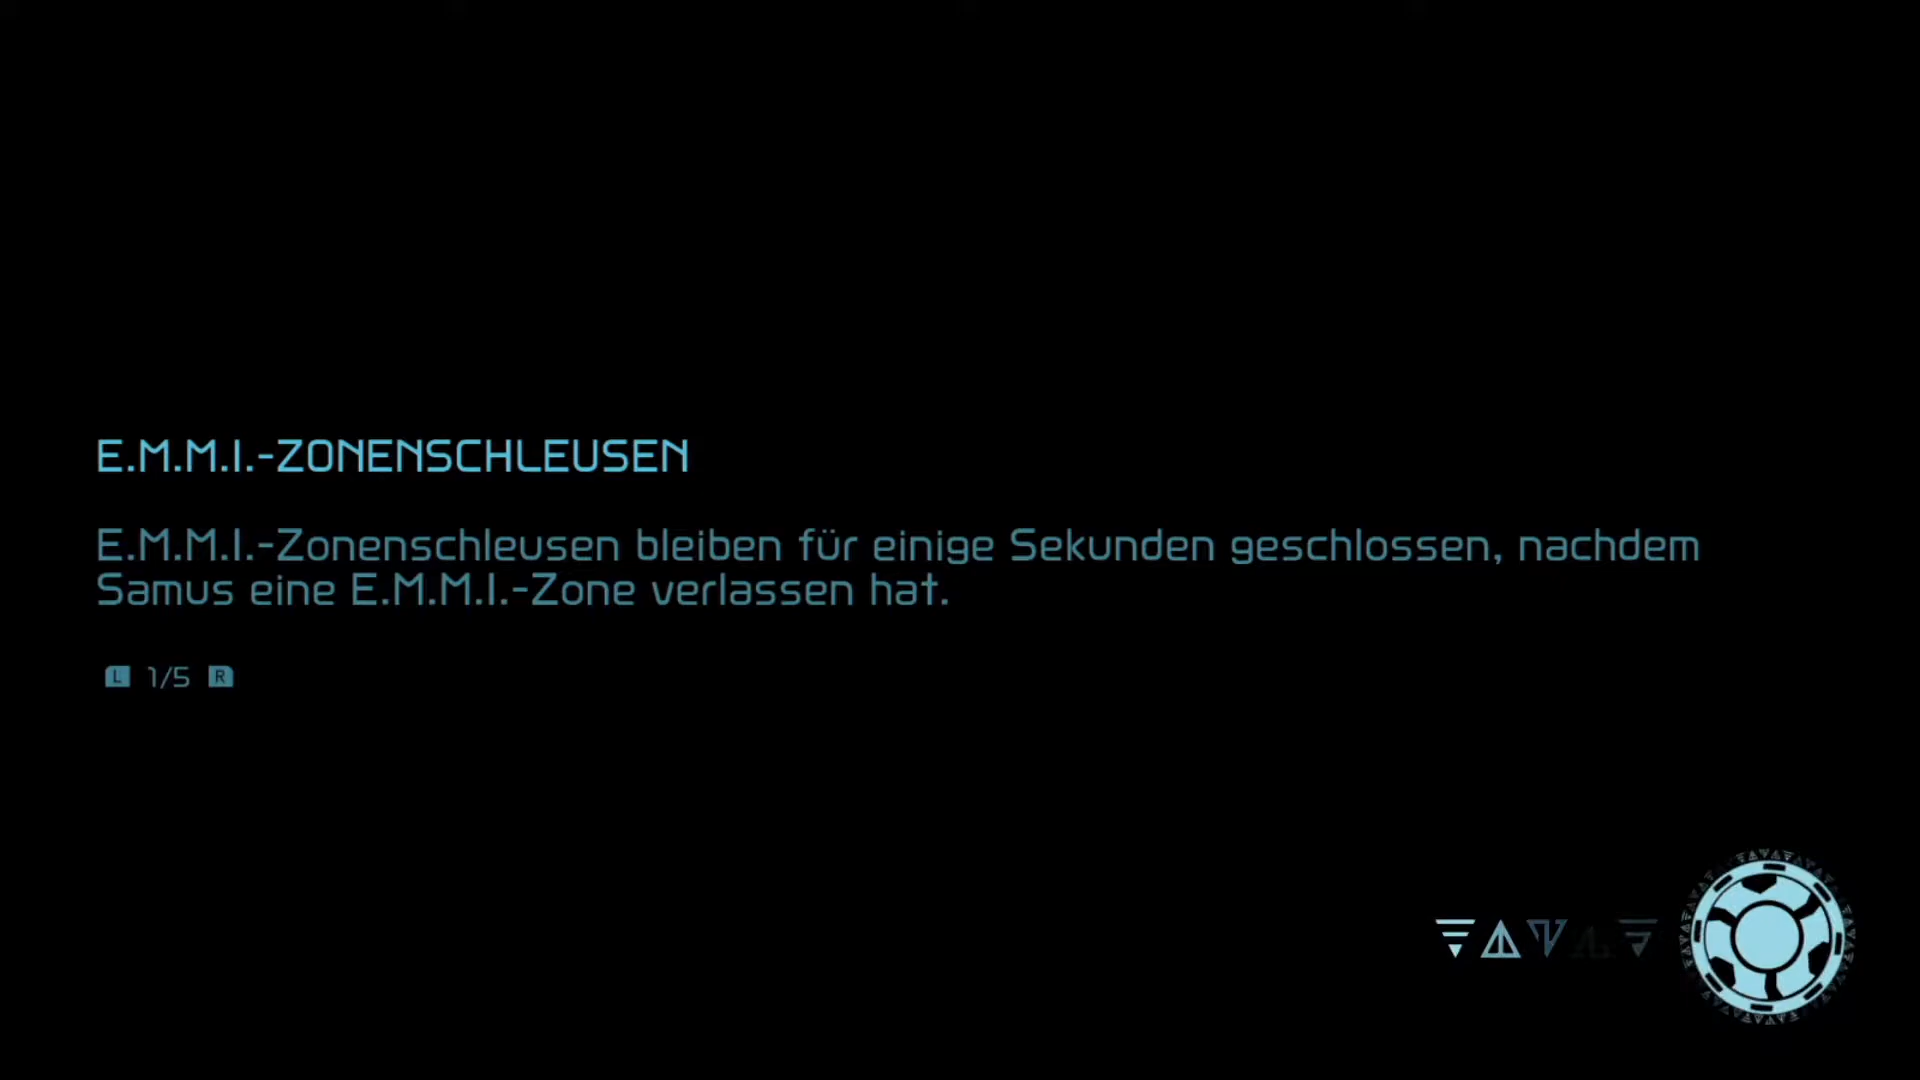 E.M.M.I.-ZONENSCHLEUSEN
E.M.M.I.-Zonenschleusen bleiben für einige Sekunden geschlossen, nachdem
Samus eine E.M.M.I.-Zone verlassen hat.
L 1/5 R